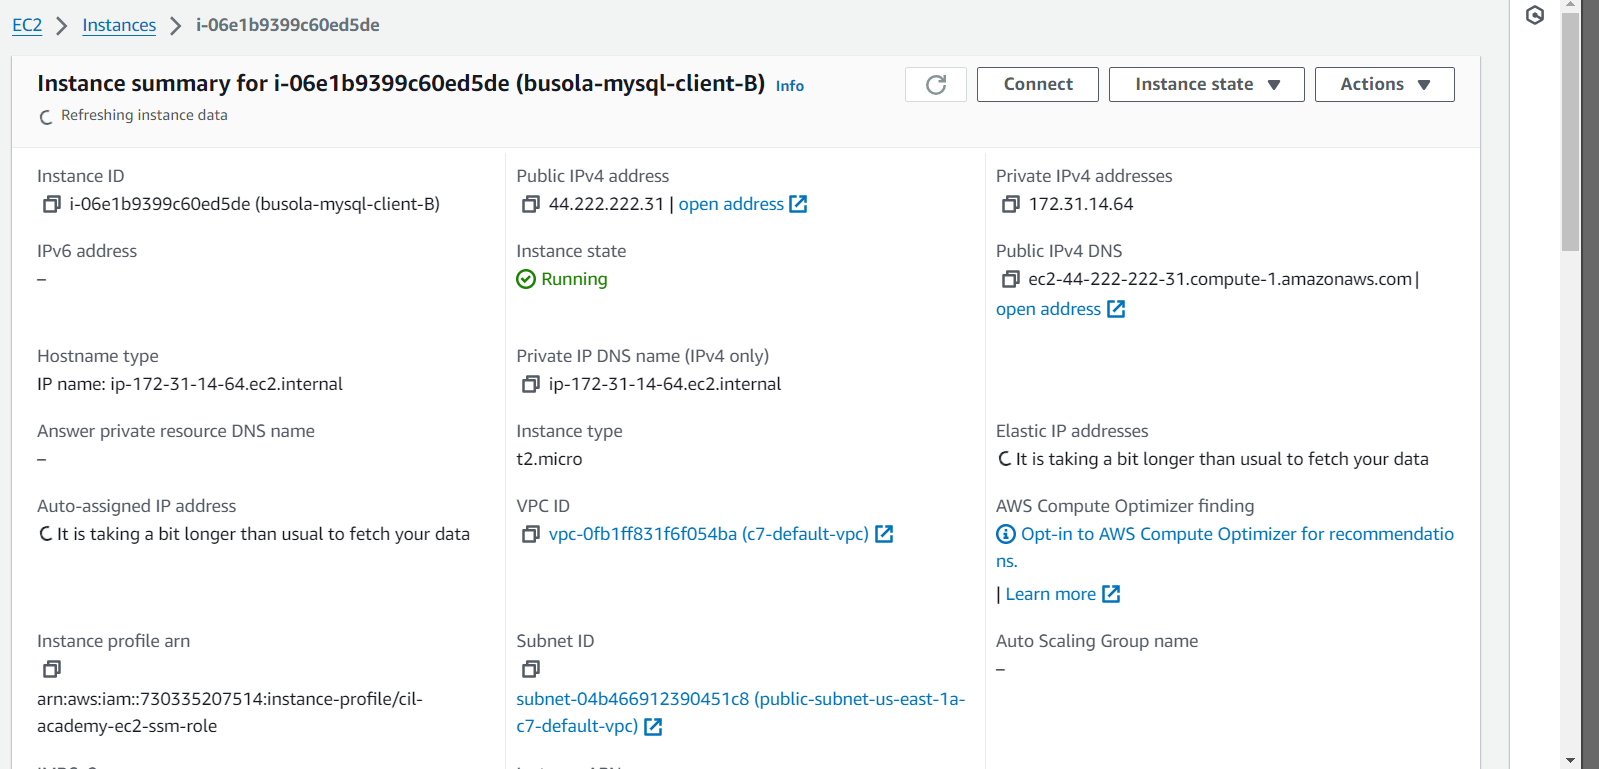 EC2 > Instances > i-06e1b9399c60ed5de
Instance summary for i-06e1b9399c60ed5de (busola-mysql-client-B) Info
Refreshing instance data
Connect
Instance state
Actions
Instance ID
i-06e1b9399c60ed5de (busola-mysql-client-B)
Public IPv4 address
44.222.222.31 | open address
Private IPv4 addresses
172.31.14.64
IPv6 address
–
Instance state
Running
Public IPv4 DNS
ec2-44-222-222-31.compute-1.amazonaws.com |
open address
Hostname type
IP name: ip-172-31-14-64.ec2.internal
Private IP DNS name (IPv4 only)
ip-172-31-14-64.ec2.internal
Answer private resource DNS name
–
Instance type
t2.micro
Elastic IP addresses
It is taking a bit longer than usual to fetch your data
Auto-assigned IP address
It is taking a bit longer than usual to fetch your data
VPC ID
vpc-0fb1ff831f6f054ba (c7-default-vpc)
AWS Compute Optimizer finding
Opt-in to AWS Compute Optimizer for recommendatio
ns.
| Learn more
Instance profile arn
arn:aws:iam::730335207514:instance-profile/cil-
academy-ec2-ssm-role
Subnet ID
subnet-04b466912390451c8 (public-subnet-us-east-1a-
c7-default-vpc)
Auto Scaling Group name
–